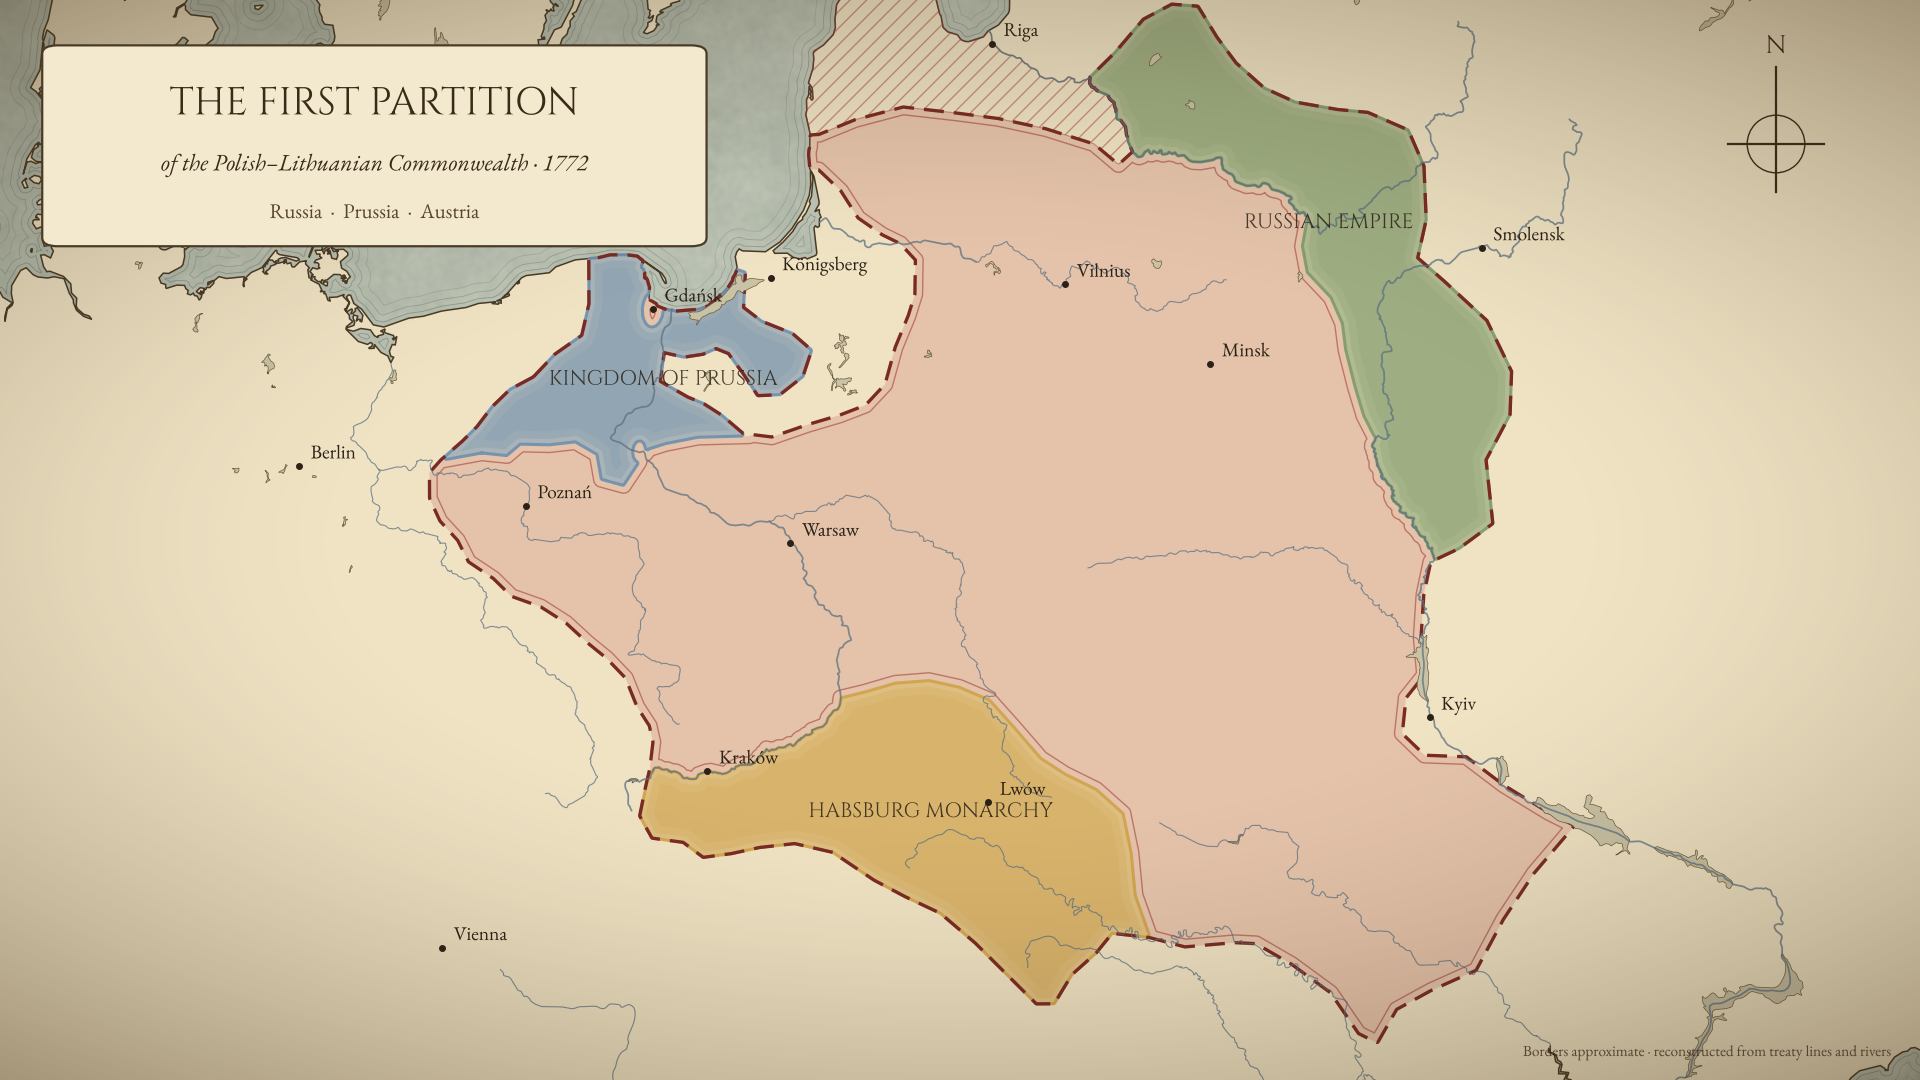 THE FIRST PARTITION
of the Polish–Lithuanian Commonwealth · 1772
Russia · Prussia · Austria
N
Riga
RUSSIAN EMPIRE
Smolensk
Königsberg
Vilnius
Gdańsk
Minsk
KINGDOM OF PRUSSIA
Berlin
Poznań
Warsaw
Kyiv
Kraków
Lwów
HABSBURG MONARCHY
Vienna
Borders approximate · reconstructed from treaty lines and rivers